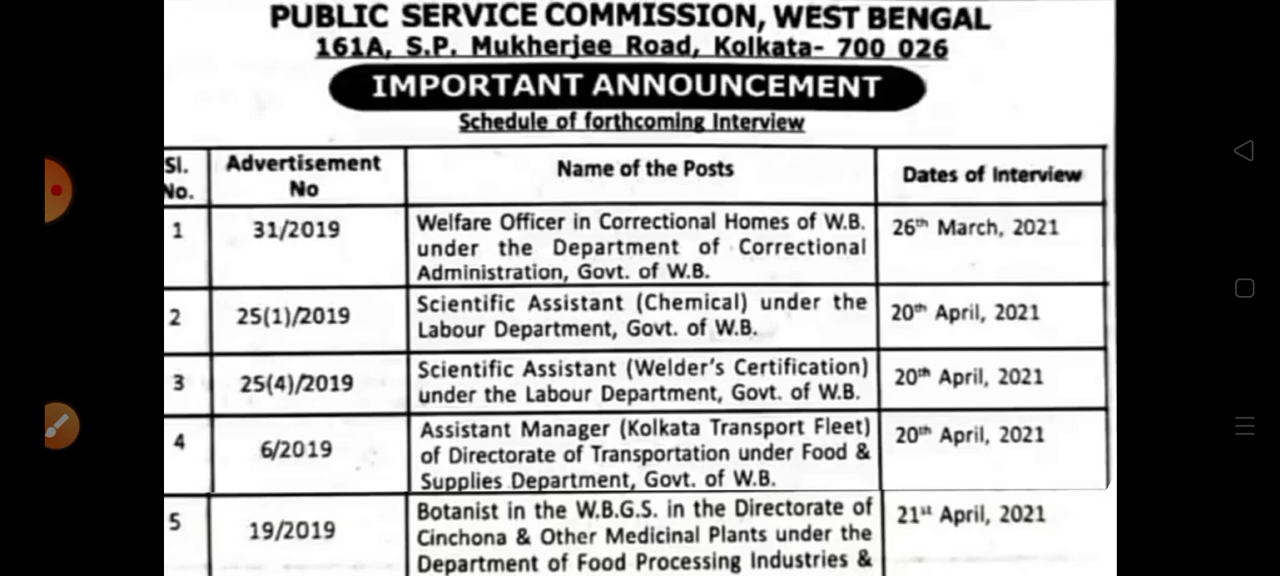 PUBLIC SERVICE COMMISSION, WEST BENGAL
161A, S.P. Mukherjee Road, Kolkata- 700 026
IMPORTANT ANNOUNCEMENT
Schedule of forthcoming Interview
Sl. No. Advertisement No Name of the Posts Dates of Interview
1 31/2019 Welfare Officer in Correctional Homes of W.B. 26th March, 2021
under the Department of Correctional
Administration, Govt. of W.B.
2 25(1)/2019 Scientific Assistant (Chemical) under the 20th April, 2021
Labour Department, Govt. of W.B.
3 25(4)/2019 Scientific Assistant (Welder's Certification) 20th April, 2021
under the Labour Department, Govt. of W.B.
4 6/2019 Assistant Manager (Kolkata Transport Fleet) 20th April, 2021
of Directorate of Transportation under Food &
Supplies Department, Govt. of W.B.
5 19/2019 Botanist in the W.B.G.S. in the Directorate of 21st April, 2021
Cinchona & Other Medicinal Plants under the
Department of Food Processing Industries &